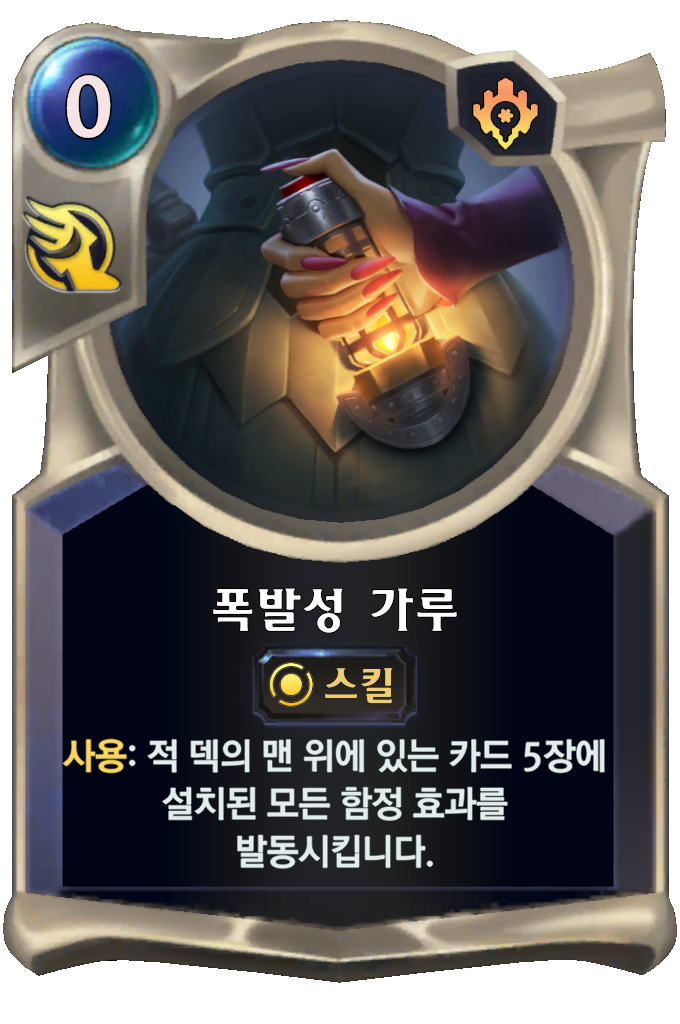 0
폭발성 가루
스킬
사용: 적 덱의 맨 위에 있는 카드 5장에
설치된 모든 함정 효과를
발동시킵니다.